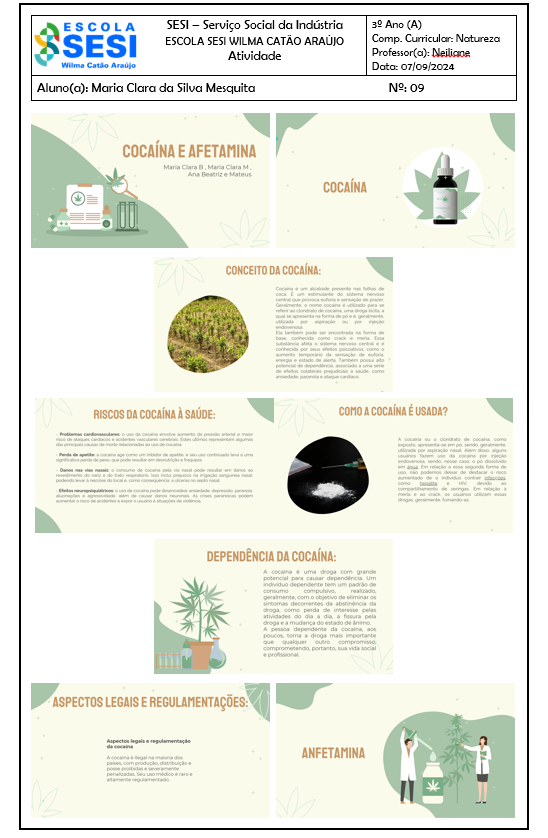 ESCOLA
SESI
Wilma Catão Araújo
SESI – Serviço Social da Indústria
ESCOLA SESI WILMA CATÃO ARAÚJO
Atividade
3º Ano (A)
Comp. Curricular: Natureza
Professor(a): Neiliane
Data: 07/09/2024
Aluno(a): Maria Clara da Silva Mesquita
Nº: 09
COCAÍNA E AFETAMINA
Maria Clara B , Maria Clara M ,
Ana Beatriz e Mateus
COCAÍNA
CONCEITO DA COCAÍNA:
Cocaína é um alcaloide presente nas folhas de
coca. É um estimulante do sistema nervoso
central que provoca euforia e sensação de prazer.
Geralmente, o nome cocaína é utilizado para se
referir ao cloridrato de cocaína, uma droga ilícita, a
qual se apresenta na forma de pó e é, geralmente,
utilizada por aspiração ou por injeção
endovenosa.
Ela também pode ser encontrada na forma de
base, conhecida como crack e merla. Essa
substância afeta o sistema nervoso central e é
conhecida por seus efeitos psicoativos, como o
aumento temporário da sensação de euforia,
energia e estado de alerta. Também possui alto
potencial de dependência, associado a uma série
de efeitos colaterais prejudiciais à saúde, como
ansiedade, paranoia e ataque cardíaco.
RISCOS DA COCAÍNA À SAÚDE:
· Problemas cardiovasculares: o uso da cocaína envolve aumento da pressão arterial e maior
risco de ataques cardíacos e acidentes vasculares cerebrais. Estes últimos representam algumas
das principais causas de morte relacionadas ao uso de cocaína.
· Perda de apetite: a cocaína age como um inibidor de apetite, e seu uso continuado leva a uma
significativa perda de peso, que pode resultar em desnutrição e fraqueza.
· Danos nas vias nasais: o consumo de cocaína pela via nasal pode resultar em danos ao
revestimento do nariz e do trato respiratório. Isso inclui prejuízos na irrigação sanguínea nasal,
podendo levar à necrose do local e, como consequência, a úlceras no septo nasal.
· Efeitos neuropsiquiátricos: o uso de cocaína pode desencadear ansiedade, depressão, paranoia,
alucinações e agressividade, além de causar danos neuronais. As crises paranoicas podem
aumentar o risco de acidentes e expor o usuário a situações de violência.
COMO A COCAÍNA É USADA?
A cocaína ou o cloridrato de cocaína, como
exposto, apresenta-se em pó, sendo, geralmente,
utilizada por aspiração nasal. Além disso, alguns
usuários fazem uso da cocaína por injeção
endovenosa, sendo, nesse caso, o pó dissolvido
em água. Em relação a essa segunda forma de
uso, não podemos deixar de destacar o risco
aumentado de o indivíduo contrair infecções,
como hepatite e HIV, devido ao
compartilhamento de seringas. Em relação à
merla e ao crack, os usuários utilizam essas
drogas, geralmente, fumando-as.
DEPENDÊNCIA DA COCAÍNA:
A cocaína é uma droga com grande
potencial para causar dependência. Um
indivíduo dependente tem um padrão de
consumo compulsivo, realizado,
geralmente, com o objetivo de eliminar os
sintomas decorrentes da abstinência da
droga, como perda de interesse pelas
atividades do dia a dia, a fissura pela
droga e a mudança do estado de ânimo.
A pessoa dependente da cocaína, aos
poucos, torna a droga mais importante
que qualquer outro compromisso,
comprometendo, portanto, sua vida social
e profissional.
ASPECTOS LEGAIS E REGULAMENTAÇÕES:
Aspectos legais e regulamentação
da cocaína
A cocaína é ilegal na maioria dos
países, com produção, distribuição e
posse proibidas e severamente
penalizadas. Seu uso médico é raro e
altamente regulamentado.
ANFETAMINA